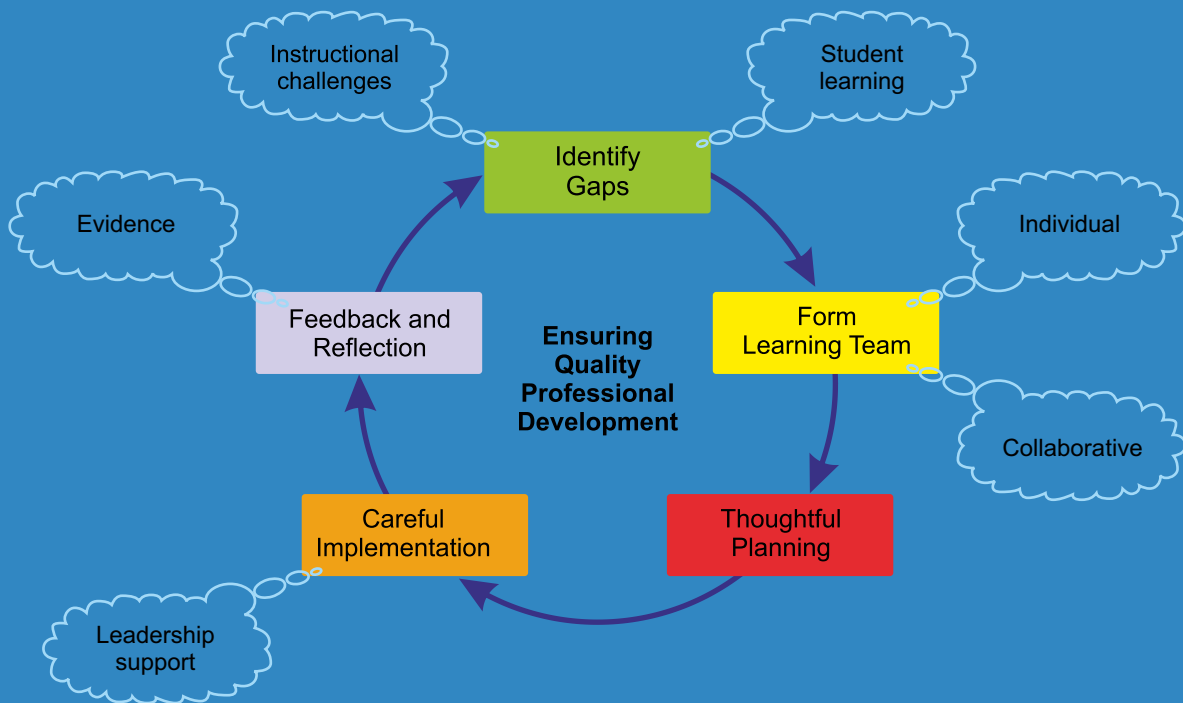 Instructional
challenges
Student
learning
Identify
Gaps
Evidence
Individual
Feedback and
Reflection
Ensuring
Quality
Professional
Development
Form
Learning Team
Collaborative
Careful
Implementation
Thoughtful
Planning
Leadership
support